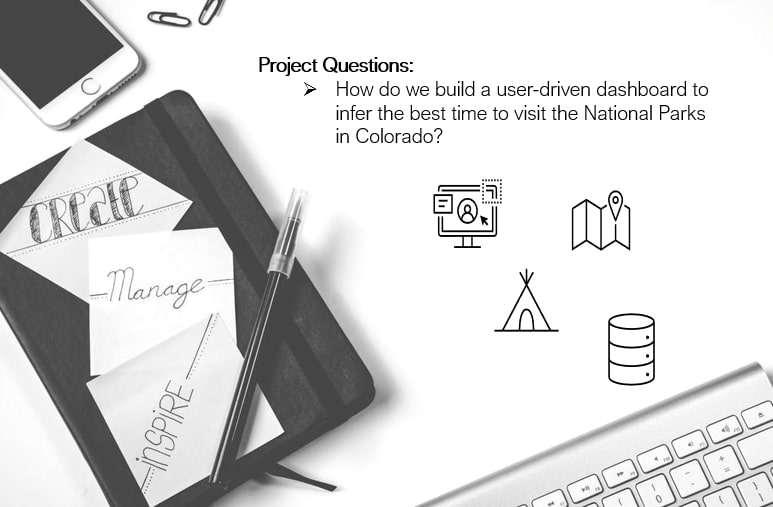 Project Questions:
➢ How do we build a user-driven dashboard to
infer the best time to visit the National Parks
in Colorado?
CREATE
Manage
INSPIRE